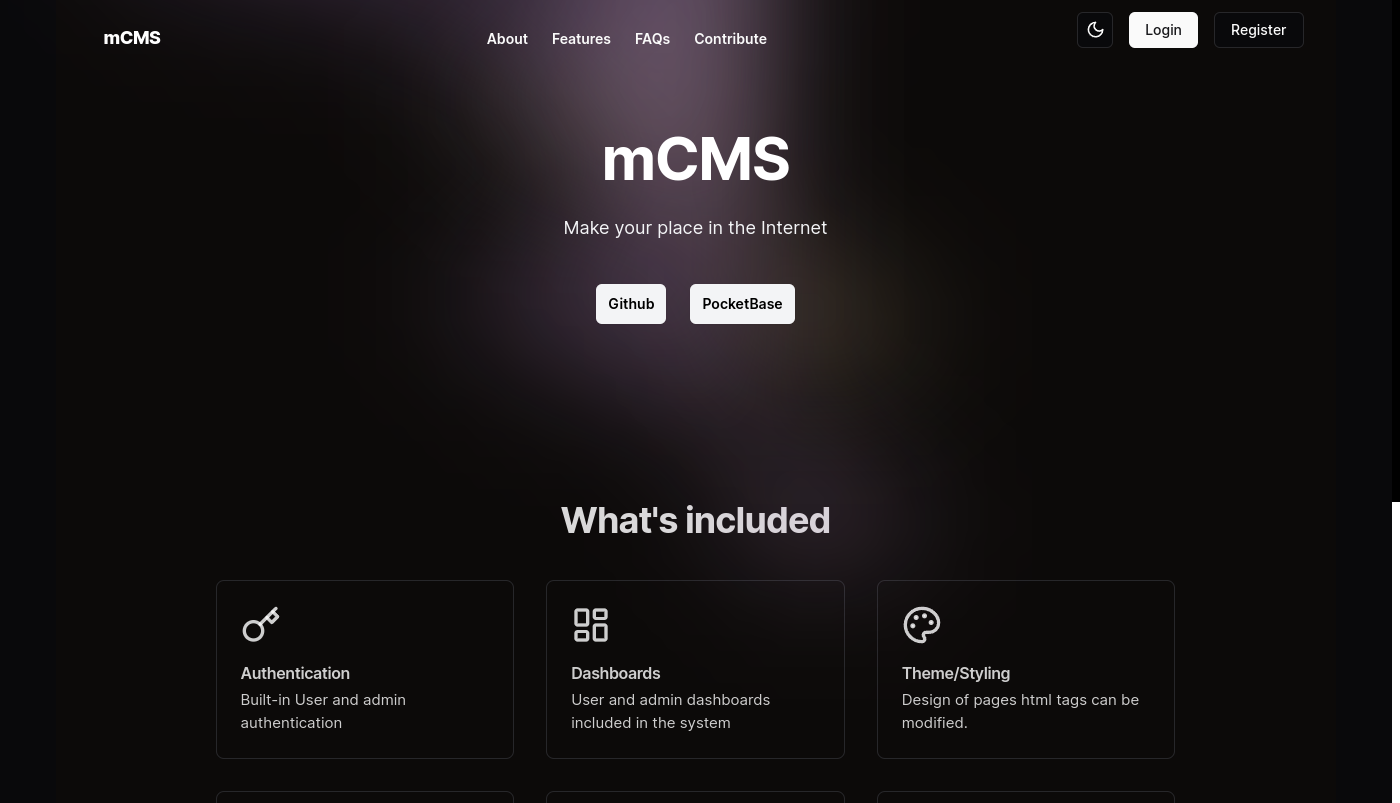 mCMS
About Features FAQs Contribute
Login
Register
mCMS
Make your place in the Internet
Github
PocketBase
What's included
Authentication
Built-in User and admin
authentication
Dashboards
User and admin dashboards
included in the system
Theme/Styling
Design of pages html tags can be
modified.